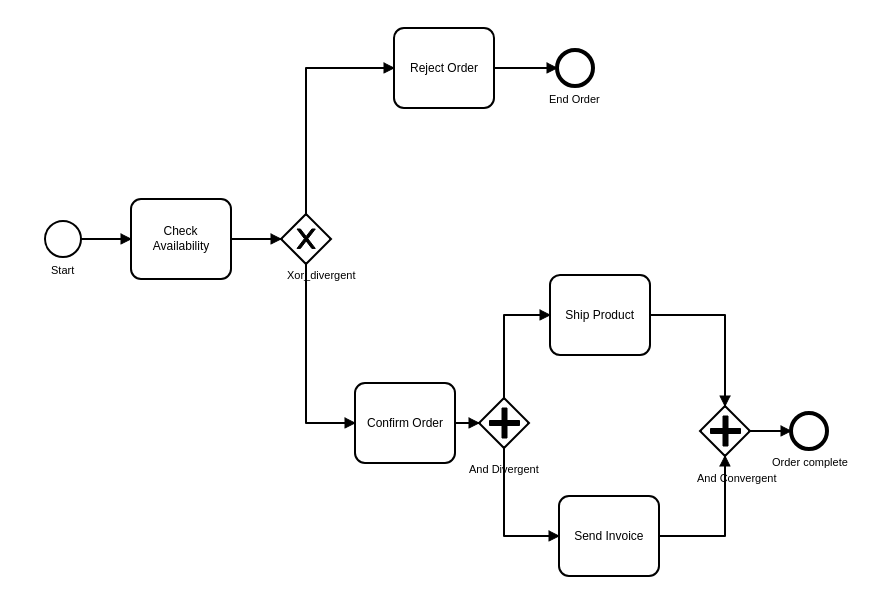 Reject Order
End Order
Check
Availability
Start
Xor_divergent
Ship Product
Confirm Order
And Divergent
Order complete
And Convergent
Send Invoice